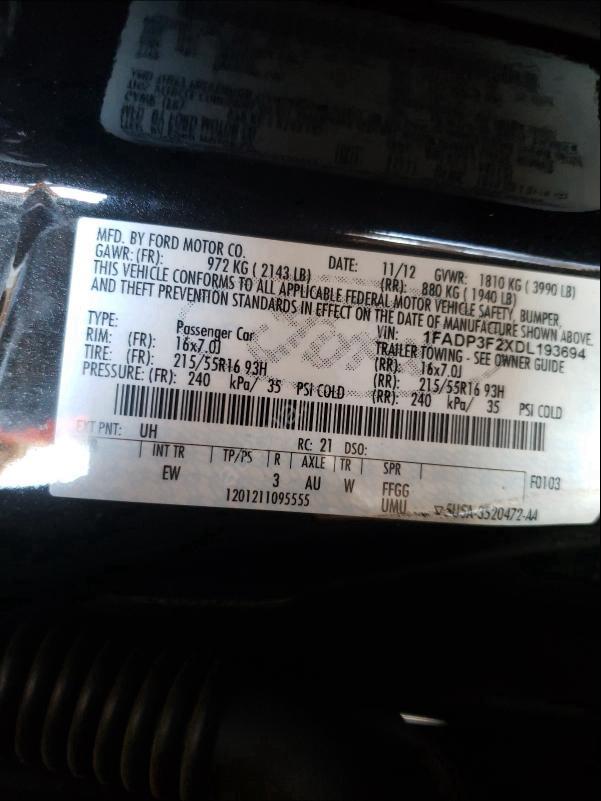 MFD. BY FORD MOTOR CO. DATE: 11/12 GVWR: 1810 KG ( 3990 LB)
GAWR: (FR): 972 KG ( 2143 LB) (RR): 880 KG ( 1940 LB)
THIS VEHICLE CONFORMS TO ALL APPLICABLE FEDERAL MOTOR VEHICLE SAFETY, BUMPER,
AND THEFT PREVENTION STANDARDS IN EFFECT ON THE DATE OF MANUFACTURE SHOWN ABOVE.
VIN: 1FADP3F2XDL193694
TYPE: Passenger Car TRAILER TOWING - SEE OWNER GUIDE
RIM: (FR): 16x7.0J (RR): 16x7.0J
TIRE: (FR): 215/55R16 93H (RR): 215/55R16 93H
PRESSURE: (FR): 240 kPa/ 35 PSI COLD (RR): 240 kPa/ 35 PSI COLD
EXT PNT: UH RC: 21 DSO: F0103
INT TR TP/PS R AXLE TR SPR
EW 3 AU W FFGG
1201211095555 UMU 5USA-3520472-AA